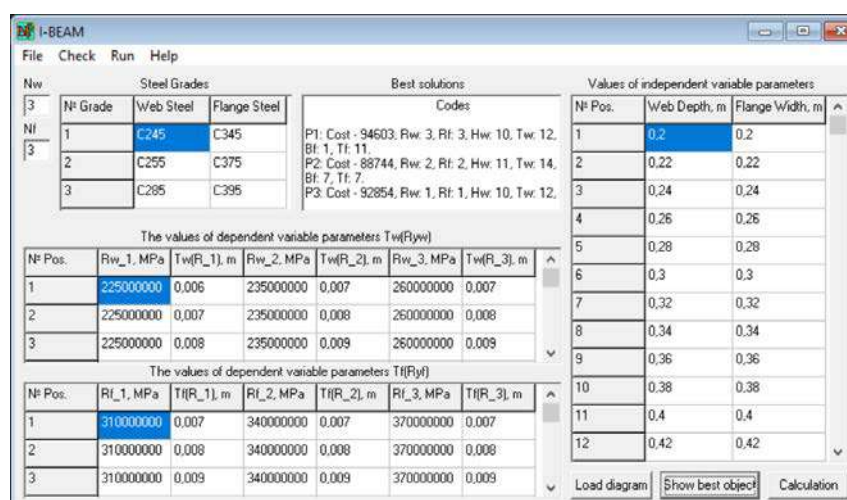 I-BEAM
File Check Run Help
Nw
3
Nf
3
Steel Grades
Nº Grade Web Steel Flange Steel
1 C245 C345
2 C255 C375
3 C285 C395
Best solutions
Codes
P1: Cost - 94603, Rw: 3, Rf: 3, Hw: 10, Tw: 12,
Bf: 1, Tf: 11.
P2: Cost - 88744, Rw: 2, Rf: 2, Hw: 11, Tw: 14,
Bf: 7, Tf: 7.
P3: Cost - 92854, Rw: 1, Rf: 1, Hw: 10, Tw: 12,
The values of dependent variable parameters Tw(Ryw)
Nº Pos. Rw_1, MPa Tw(R_1), m Rw_2, MPa Tw(R_2), m Rw_3, MPa Tw(R_3), m
1 225000000 0,006 235000000 0,007 260000000 0,007
2 225000000 0,007 235000000 0,008 260000000 0,008
3 225000000 0,008 235000000 0,009 260000000 0,009
The values of dependent variable parameters Tf(Ryf)
Nº Pos. Rf_1, MPa Tf(R_1), m Rf_2, MPa Tf(R_2), m Rf_3, MPa Tf(R_3), m
1 310000000 0,007 340000000 0,007 370000000 0,007
2 310000000 0,008 340000000 0,008 370000000 0,008
3 310000000 0,009 340000000 0,009 370000000 0,009
Values of independent variable parameters
Nº Pos. Web Depth, m Flange Width, m
1 0,2 0,2
2 0,22 0,22
3 0,24 0,24
4 0,26 0,26
5 0,28 0,28
6 0,3 0,3
7 0,32 0,32
8 0,34 0,34
9 0,36 0,36
10 0,38 0,38
11 0,4 0,4
12 0,42 0,42
Load diagram Show best object Calculation